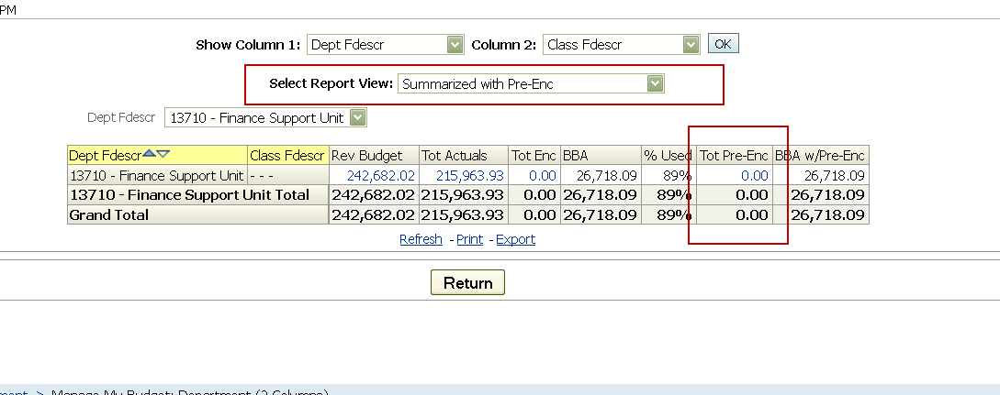 PM
Show Column 1: Dept Fdescr Column 2: Class Fdescr OK
Select Report View: Summarized with Pre-Enc
Dept Fdescr 13710 - Finance Support Unit
Dept Fdescr Class Fdescr Rev Budget Tot Actuals Tot Enc BBA % Used Tot Pre-Enc BBA w/Pre-Enc
13710 - Finance Support Unit - - - 242,682.02 215,963.93 0.00 26,718.09 89% 0.00 26,718.09
13710 - Finance Support Unit Total 242,682.02 215,963.93 0.00 26,718.09 89% 0.00 26,718.09
Grand Total 242,682.02 215,963.93 0.00 26,718.09 89% 0.00 26,718.09
Refresh - Print - Export
Return
> Manage My Budget: Department (2 Columns)